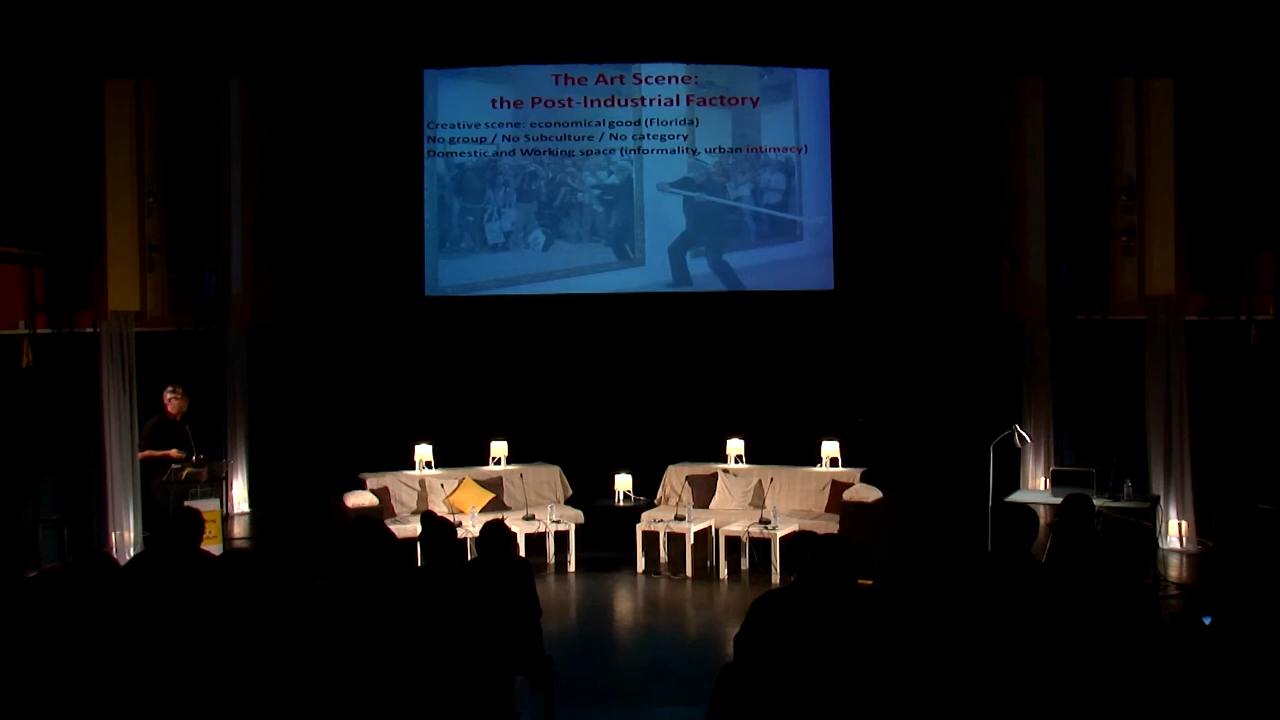 The Art Scene:
the Post-Industrial Factory
Creative scene: economical good (Florida)
No group / No Subculture / No category
Domestic and Working space (informality, urban intimacy)